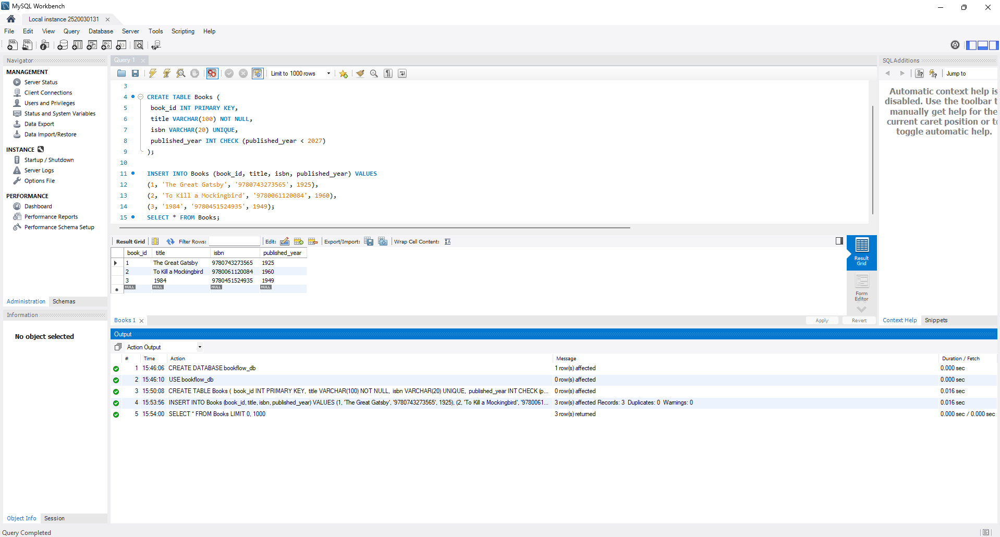 MySQL Workbench
Local instance 2520030131
File Edit View Query Database Server Tools Scripting Help
Navigator
MANAGEMENT
Server Status
Client Connections
Users and Privileges
Status and System Variables
Data Export
Data Import/Restore
INSTANCE
Startup / Shutdown
Server Logs
Options File
PERFORMANCE
Dashboard
Performance Reports
Performance Schema Setup
Administration Schemas
Information
No object selected
Object Info Session
Query 1
Limit to 1000 rows
3
4 CREATE TABLE Books (
5 book_id INT PRIMARY KEY,
6 title VARCHAR(100) NOT NULL,
7 isbn VARCHAR(20) UNIQUE,
8 published_year INT CHECK (published_year < 2027)
9 );
10
11 INSERT INTO Books (book_id, title, isbn, published_year) VALUES
12 (1, 'The Great Gatsby', '9780743273565', 1925),
13 (2, 'To Kill a Mockingbird', '9780061120084', 1960),
14 (3, '1984', '9780451524935', 1949);
15 SELECT * FROM Books;
Result Grid Filter Rows: Edit: Export/Import: Wrap Cell Content:
book_id title isbn published_year
1 The Great Gatsby 9780743273565 1925
2 To Kill a Mockingbird 9780061120084 1960
3 1984 9780451524935 1949
NULL NULL NULL NULL
Result
Grid
Form
Editor
Books 1
Apply Revert
SQLAdditions
Jump to
Automatic context help is
disabled. Use the toolbar t
manually get help for the
current caret position or to
toggle automatic help.
Context Help Snippets
Output
Action Output
# Time Action Message Duration / Fetch
1 15:46:06 CREATE DATABASE bookflow_db 1 row(s) affected 0.000 sec
2 15:46:10 USE bookflow_db 0 row(s) affected 0.000 sec
3 15:50:08 CREATE TABLE Books ( book_id INT PRIMARY KEY, title VARCHAR(100) NOT NULL, isbn VARCHAR(20) UNIQUE, published_year INT CHECK (p... 0 row(s) affected 0.016 sec
4 15:53:56 INSERT INTO Books (book_id, title, isbn, published_year) VALUES (1, 'The Great Gatsby', '9780743273565', 1925), (2, 'To Kill a Mockingbird', '9780061... 3 row(s) affected Records: 3 Duplicates: 0 Warnings: 0 0.016 sec
5 15:54:00 SELECT * FROM Books LIMIT 0, 1000 3 row(s) returned 0.000 sec / 0.000 sec
Query Completed